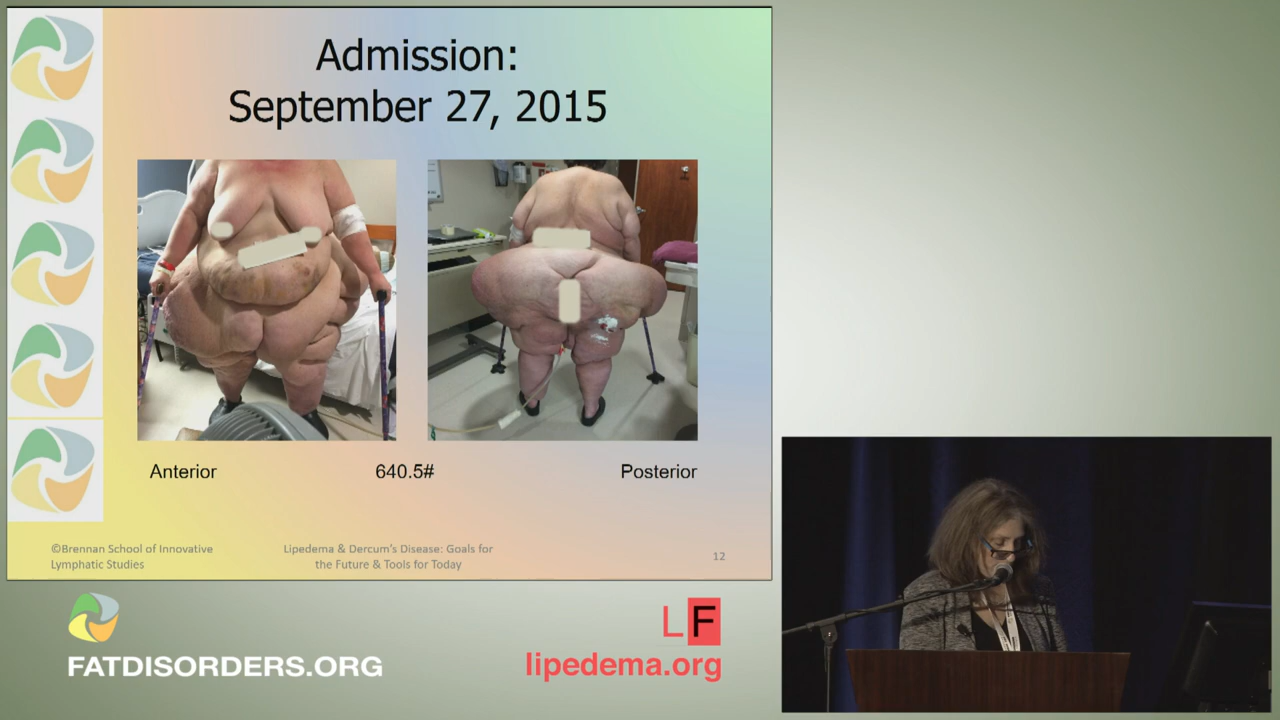 Admission:
September 27, 2015
Anterior
640.5#
Posterior
©Brennan School of Innovative
Lymphatic Studies
Lipedema & Dercum's Disease: Goals for
the Future & Tools for Today
12
FATDISORDERS.ORG
LF
lipedema.org